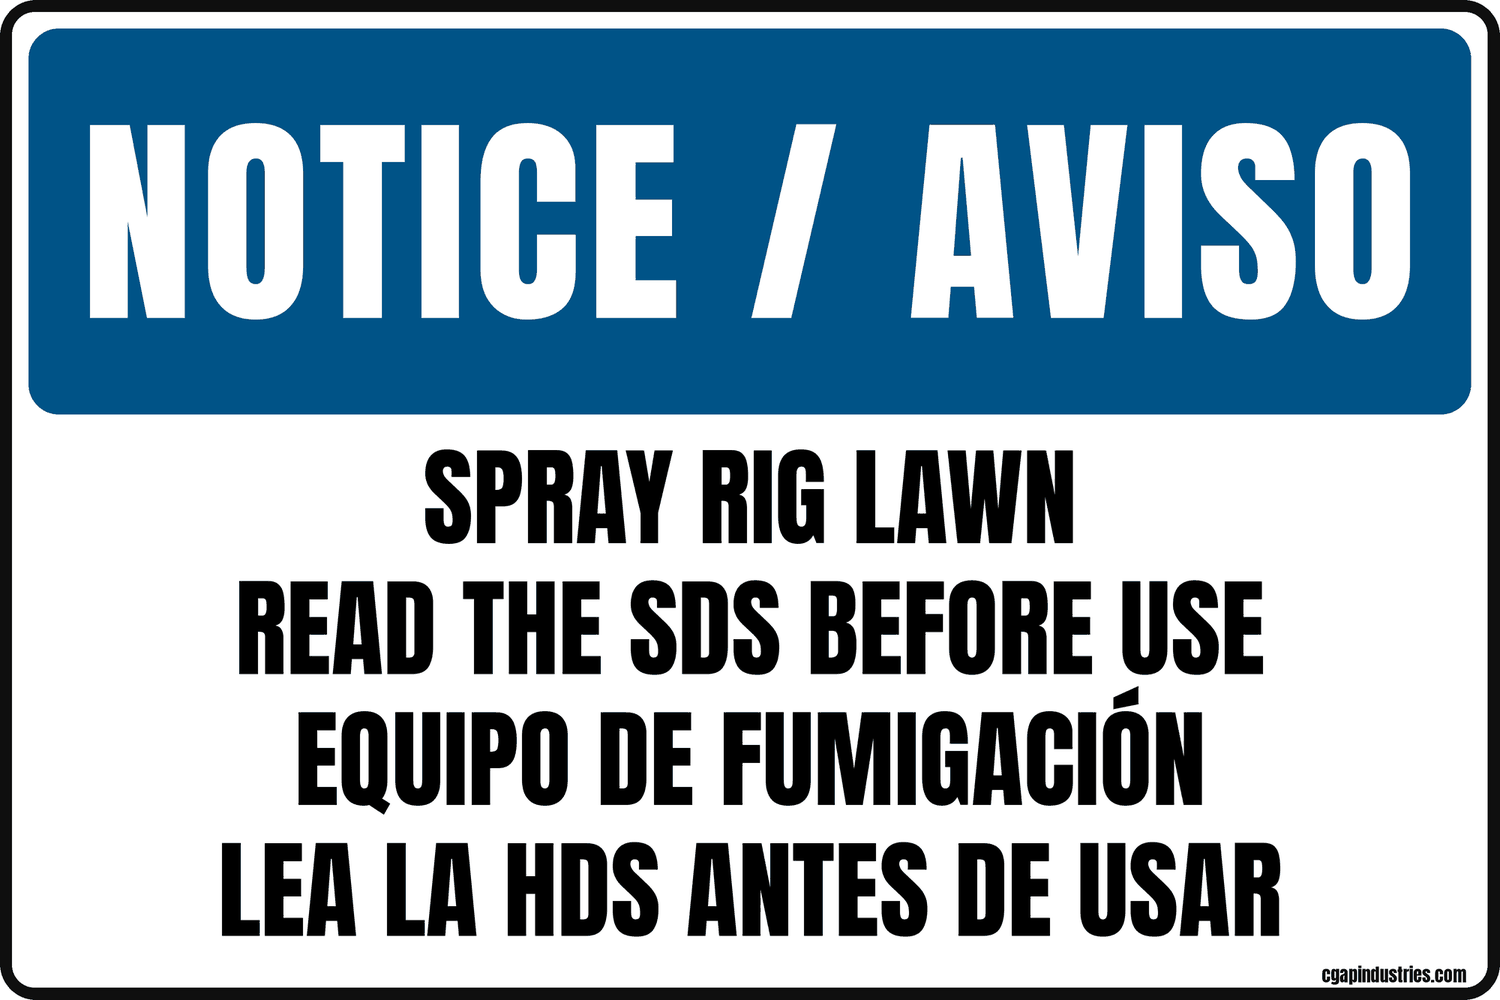 NOTICE / AVISO
SPRAY RIG LAWN
READ THE SDS BEFORE USE
EQUIPO DE FUMIGACIÓN
LEA LA HDS ANTES DE USAR
cgapindustries.com